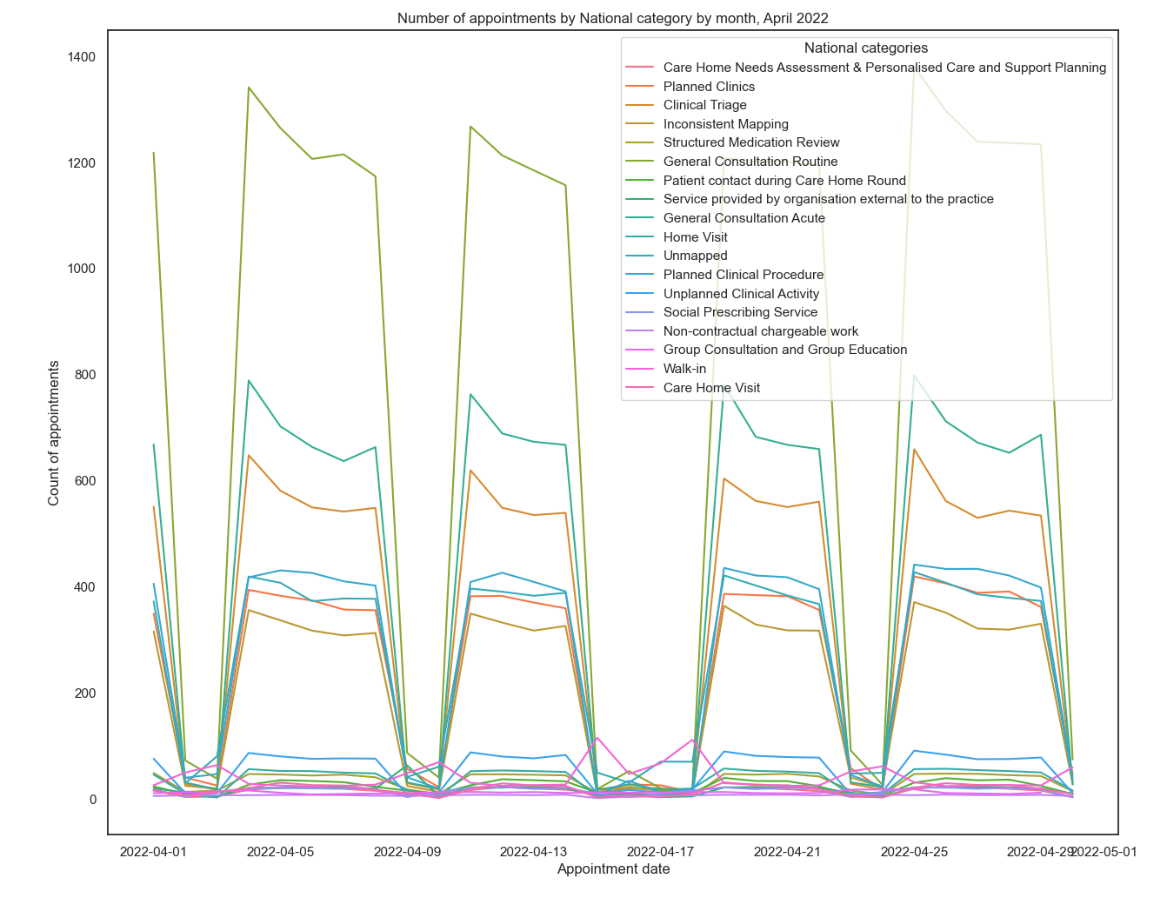 Number of appointments by National category by month, April 2022
1400
1200
1000
800
600
400
200
0
Count of appointments
National categories
Care Home Needs Assessment & Personalised Care and Support Planning
Planned Clinics
Clinical Triage
Inconsistent Mapping
Structured Medication Review
General Consultation Routine
Patient contact during Care Home Round
Service provided by organisation external to the practice
General Consultation Acute
Home Visit
Unmapped
Planned Clinical Procedure
Unplanned Clinical Activity
Social Prescribing Service
Non-contractual chargeable work
Group Consultation and Group Education
Walk-in
Care Home Visit
2022-04-01 2022-04-05 2022-04-09 2022-04-13 2022-04-17 2022-04-21 2022-04-25 2022-04-29 2022-05-01
Appointment date